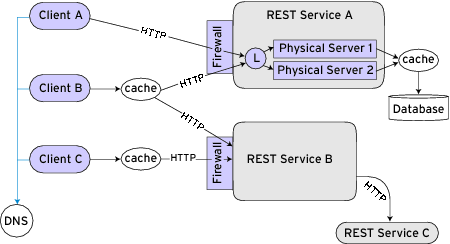 Client A
HTTP
Firewall
REST Service A
L
Physical Server 1
Physical Server 2
cache
Database
Client B
cache
HTTP
HTTP
Client C
cache
HTTP
Firewall
REST Service B
HTTP
DNS
REST Service C